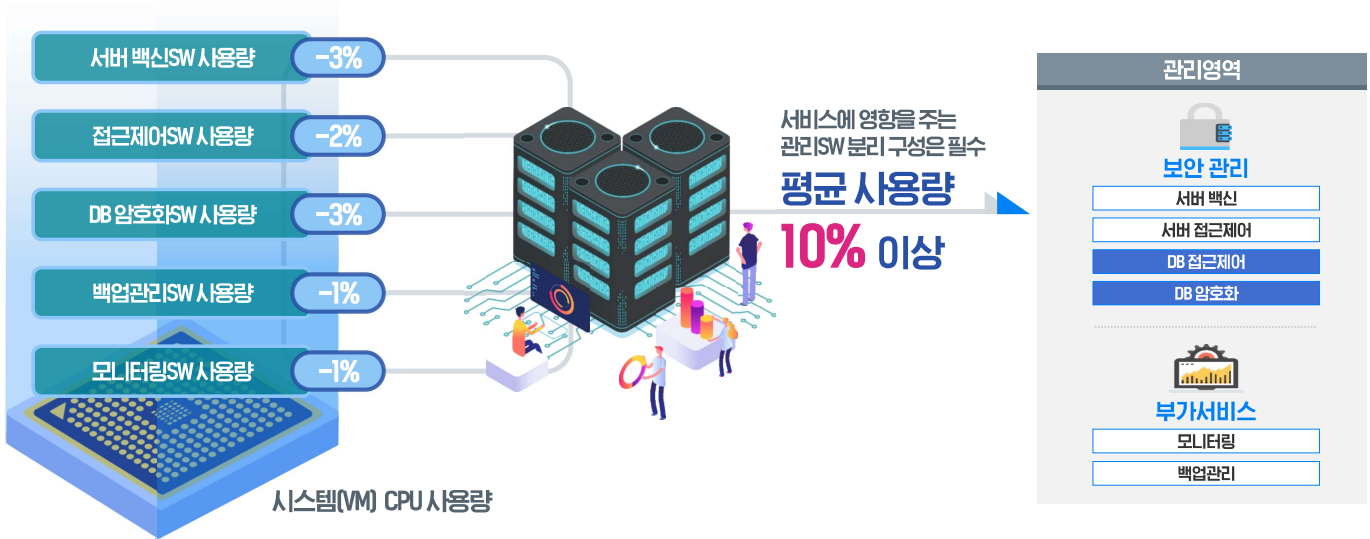 서버 백신SW 사용량 -3%
접근제어SW 사용량 -2%
DB 암호화SW 사용량 -3%
백업관리SW 사용량 -1%
모니터링SW 사용량 -1%
시스템(VM) CPU 사용량
서비스에 영향을 주는
관리SW 분리 구성은 필수
평균 사용량
10% 이상
관리영역
보안 관리
서버 백신
서버 접근제어
DB 접근제어
DB 암호화
부가서비스
모니터링
백업관리